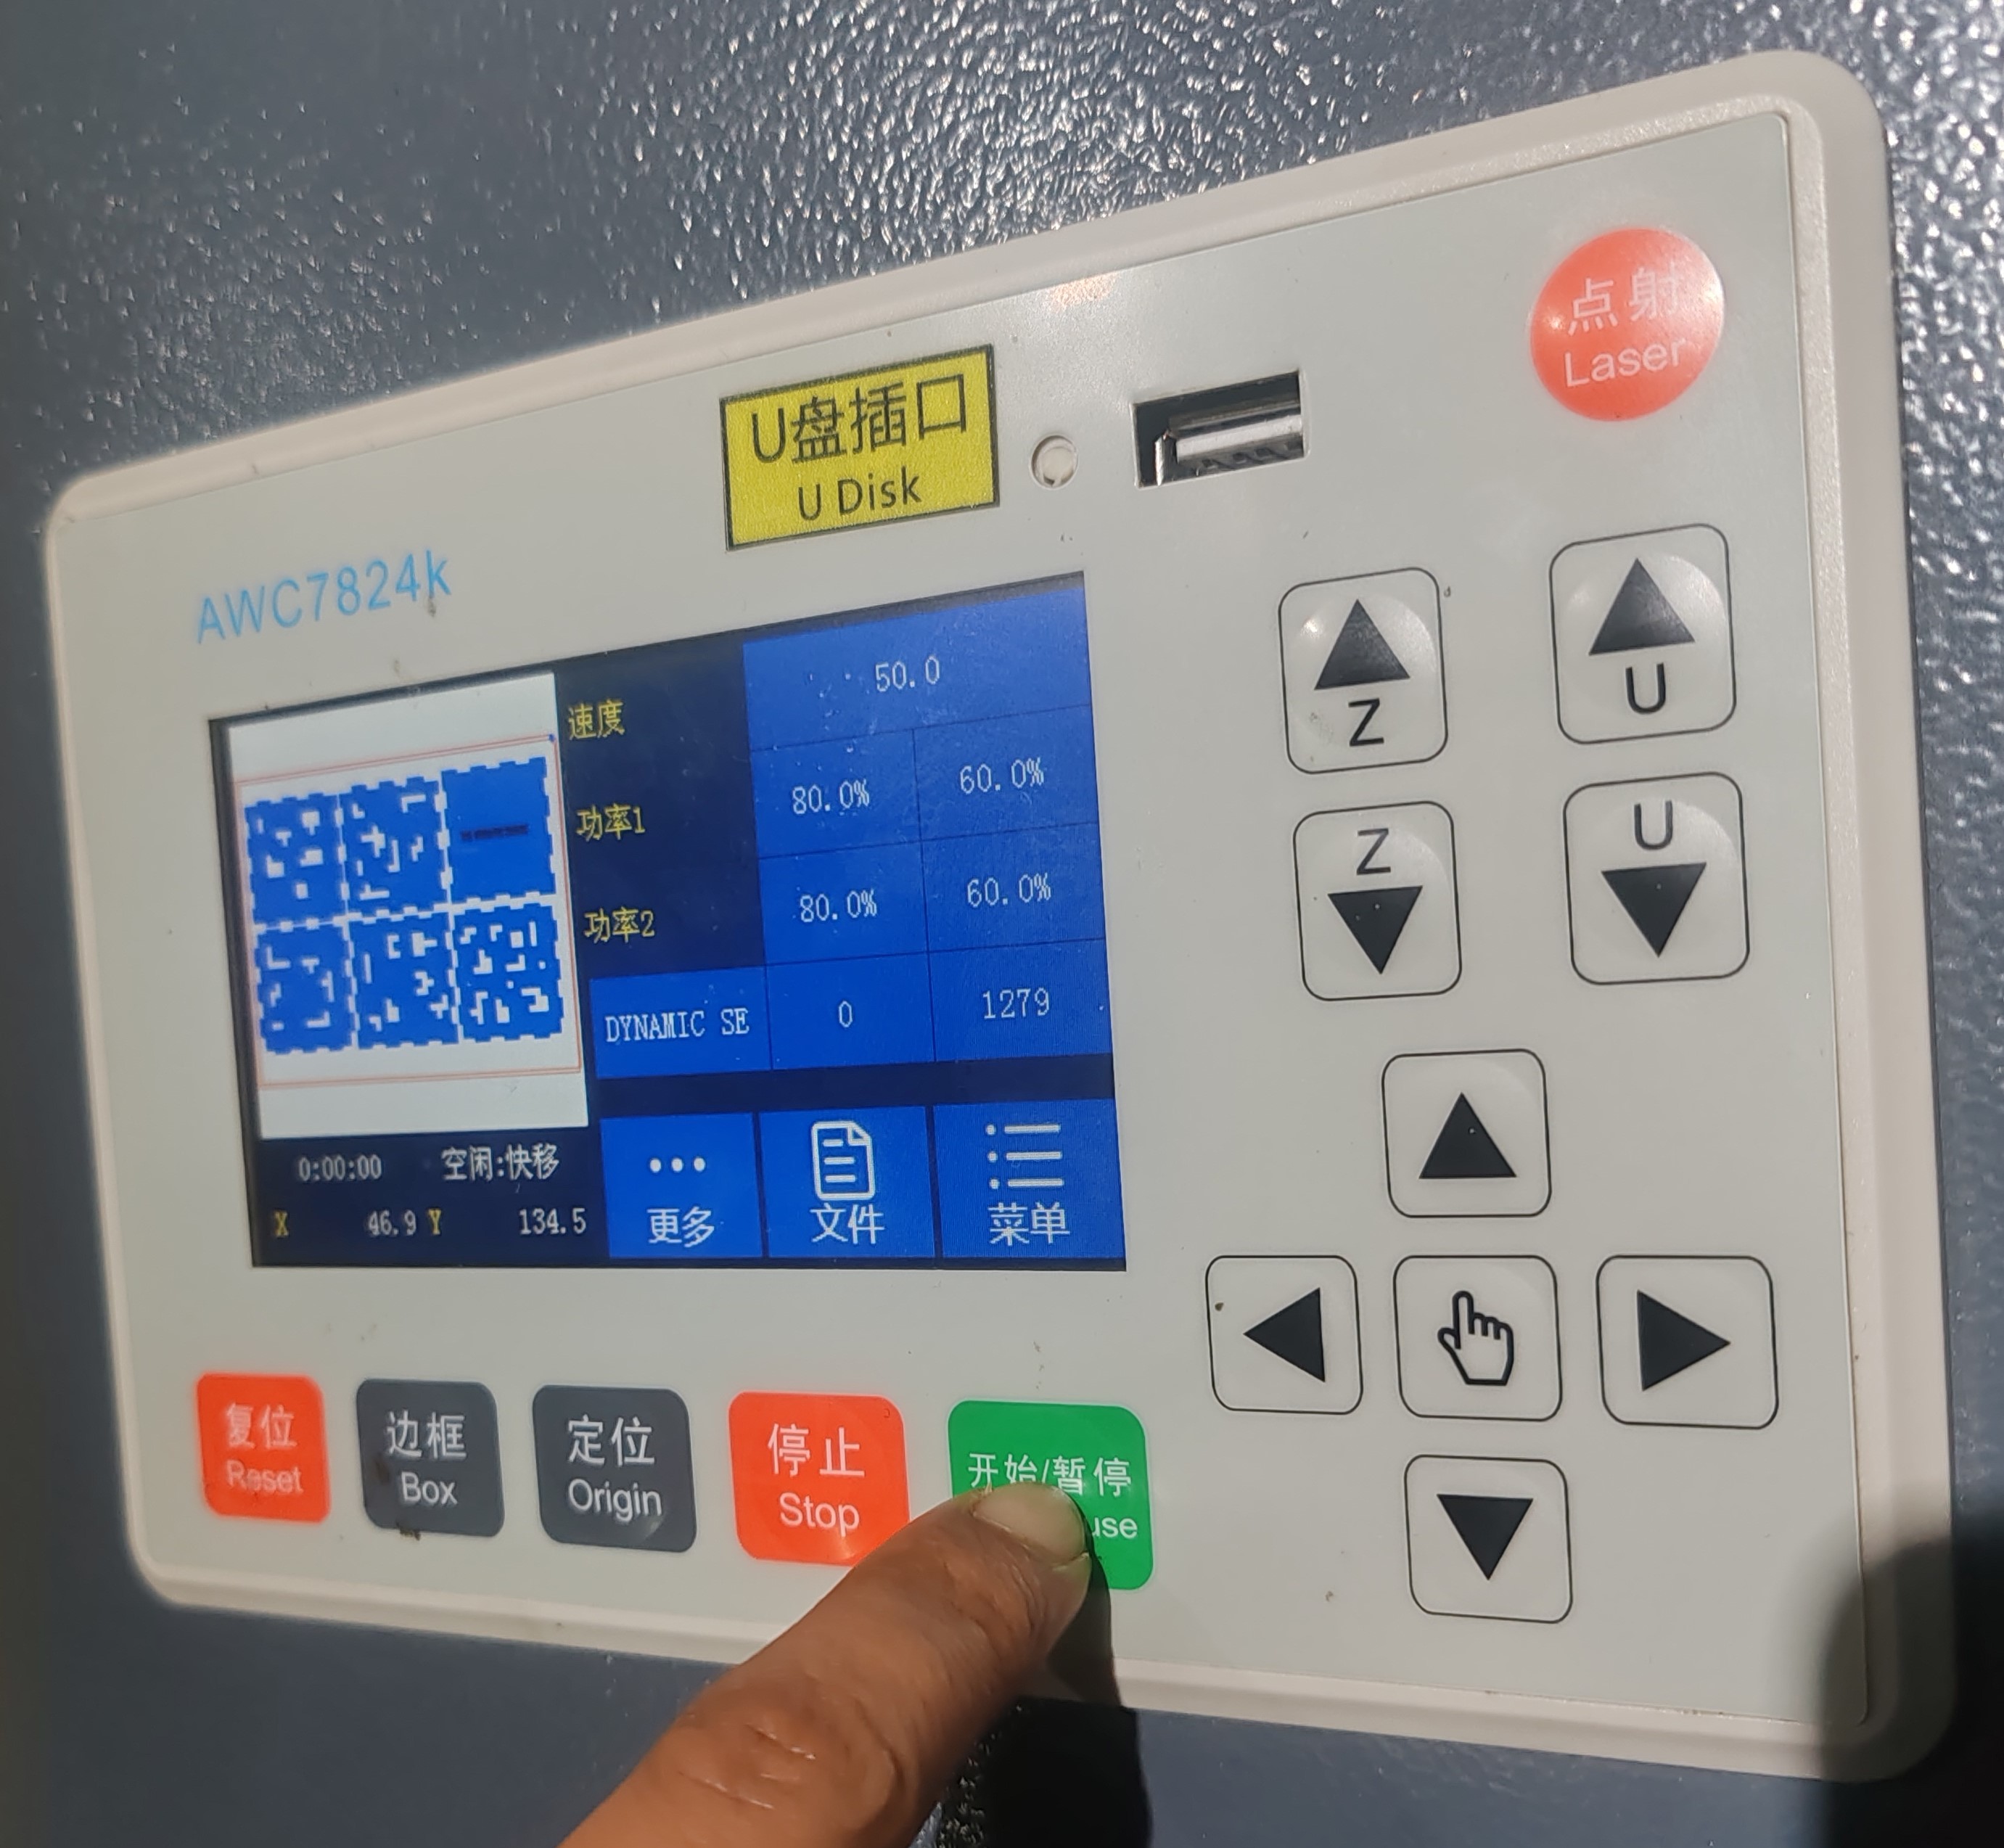 点射
Laser
U盘插口
U Disk
AWC7824k
速度 50.0
功率1 80.0% 60.0%
功率2 80.0% 60.0%
DYNAMIC SE 0 1279
0:00:00 空闲:快移
X 46.9 Y 134.5
更多 文件 菜单
Z
U
Z
U
复位
Reset
边框
Box
定位
Origin
停止
Stop
开始/暂停
use